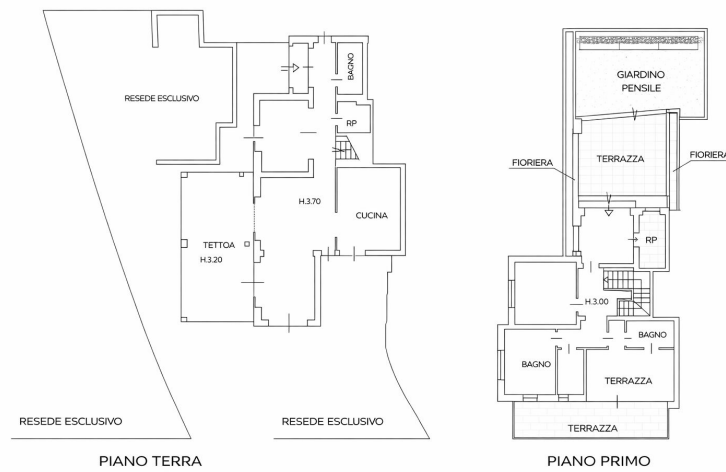 RESEDE ESCLUSIVO
BAGNO
RP
H.3.70
CUCINA
TETTOA
H.3.20
RESEDE ESCLUSIVO
RESEDE ESCLUSIVO
PIANO TERRA
GIARDINO
PENSILE
FIORIERA
TERRAZZA
FIORIERA
RP
H.3.00
BAGNO
BAGNO
TERRAZZA
TERRAZZA
PIANO PRIMO